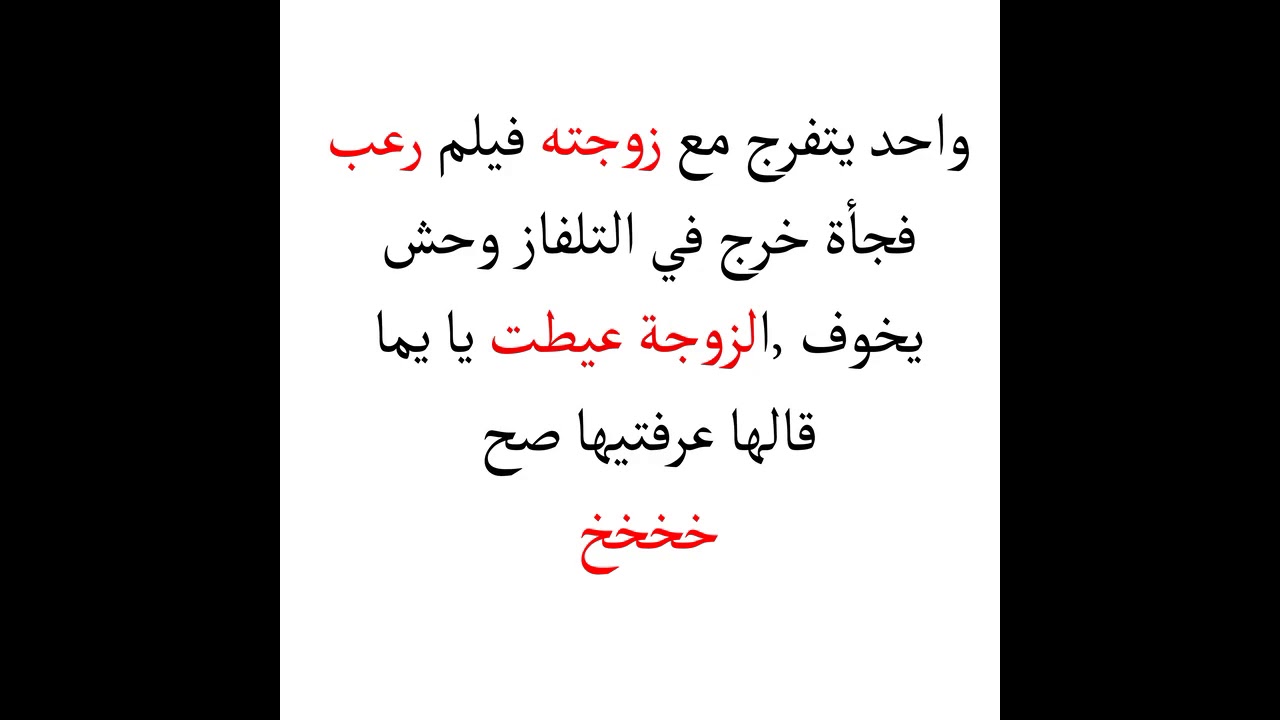 واحد يتفرج مع زوجته فيلم رعب
فجأة خرج في التلفاز وحش
يخوف ,الزوجة عيطت يا يما
قالها عرفتيها صح
خخخخ